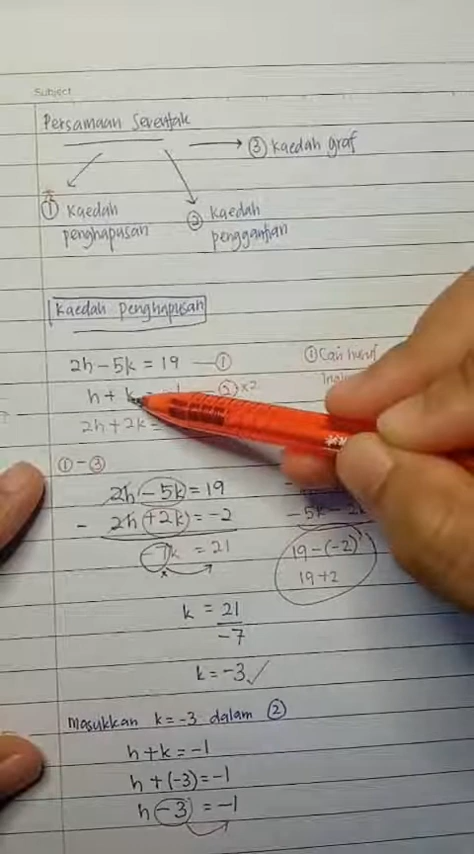 Subject
Persamaan Serentak
③ Kaedah graf
① Kaedah penghapusan
② Kaedah penggantian
Kaedah Penghapusan
2h - 5k = 19 — ①
① Cari huruf
h + k = -1 — ② ×2
2h + 2k =
① - ③
2h - 5k = 19
- 2h + 2k = -2
-5k - 2k
-7k = 21
19 - (-2)
19 + 2
k = 21
-7
k = -3 ✓
Masukkan k = -3 dalam ②
h + k = -1
h + (-3) = -1
h - 3 = -1